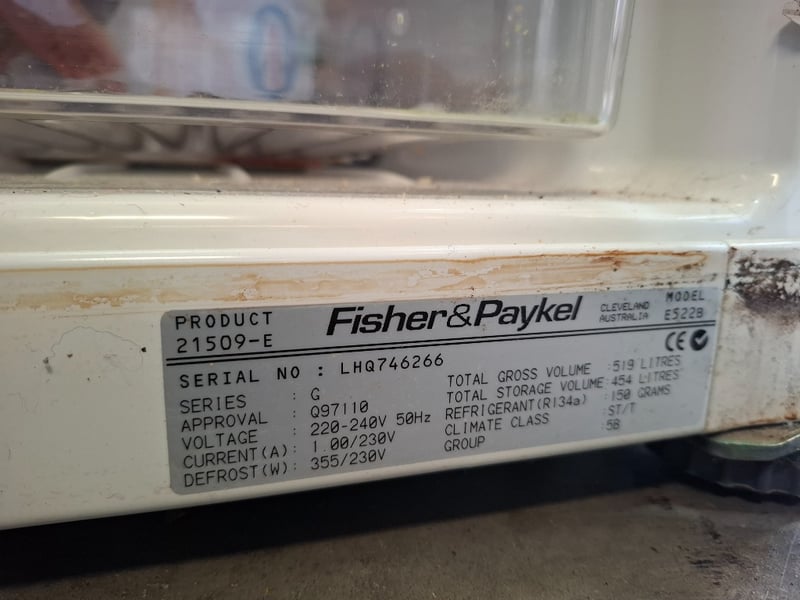 PRODUCT
21509-E
Fisher&Paykel
CLEVELAND
AUSTRALIA
MODEL
E522B
CE
SERIAL NO : LHQ746266
SERIES : G
APPROVAL : Q97110
VOLTAGE : 220-240V 50Hz
CURRENT(A): 1.00/230V
DEFROST(W): 355/230V
TOTAL GROSS VOLUME :519 LITRES
TOTAL STORAGE VOLUME :454 LITRES
REFRIGERANT(R134a) :150 GRAMS
CLIMATE CLASS :ST/T
GROUP :5B